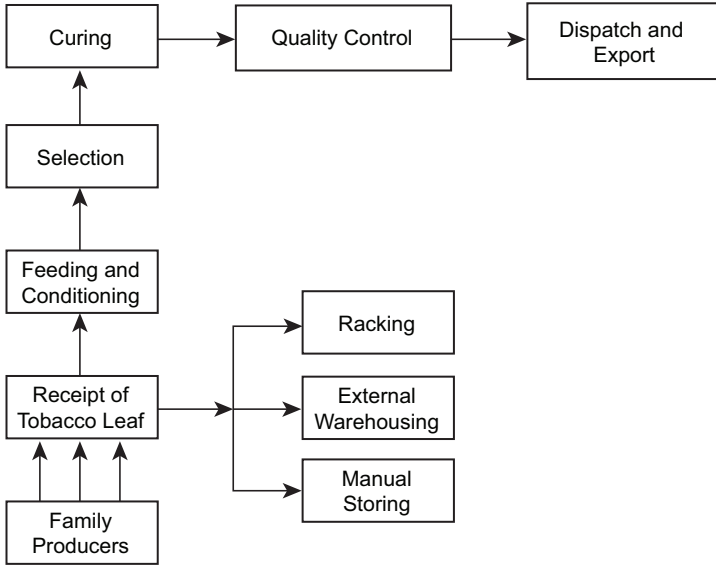 Curing
Quality Control
Dispatch and
Export
Selection
Feeding and
Conditioning
Racking
Receipt of
Tobacco Leaf
External
Warehousing
Manual
Storing
Family
Producers